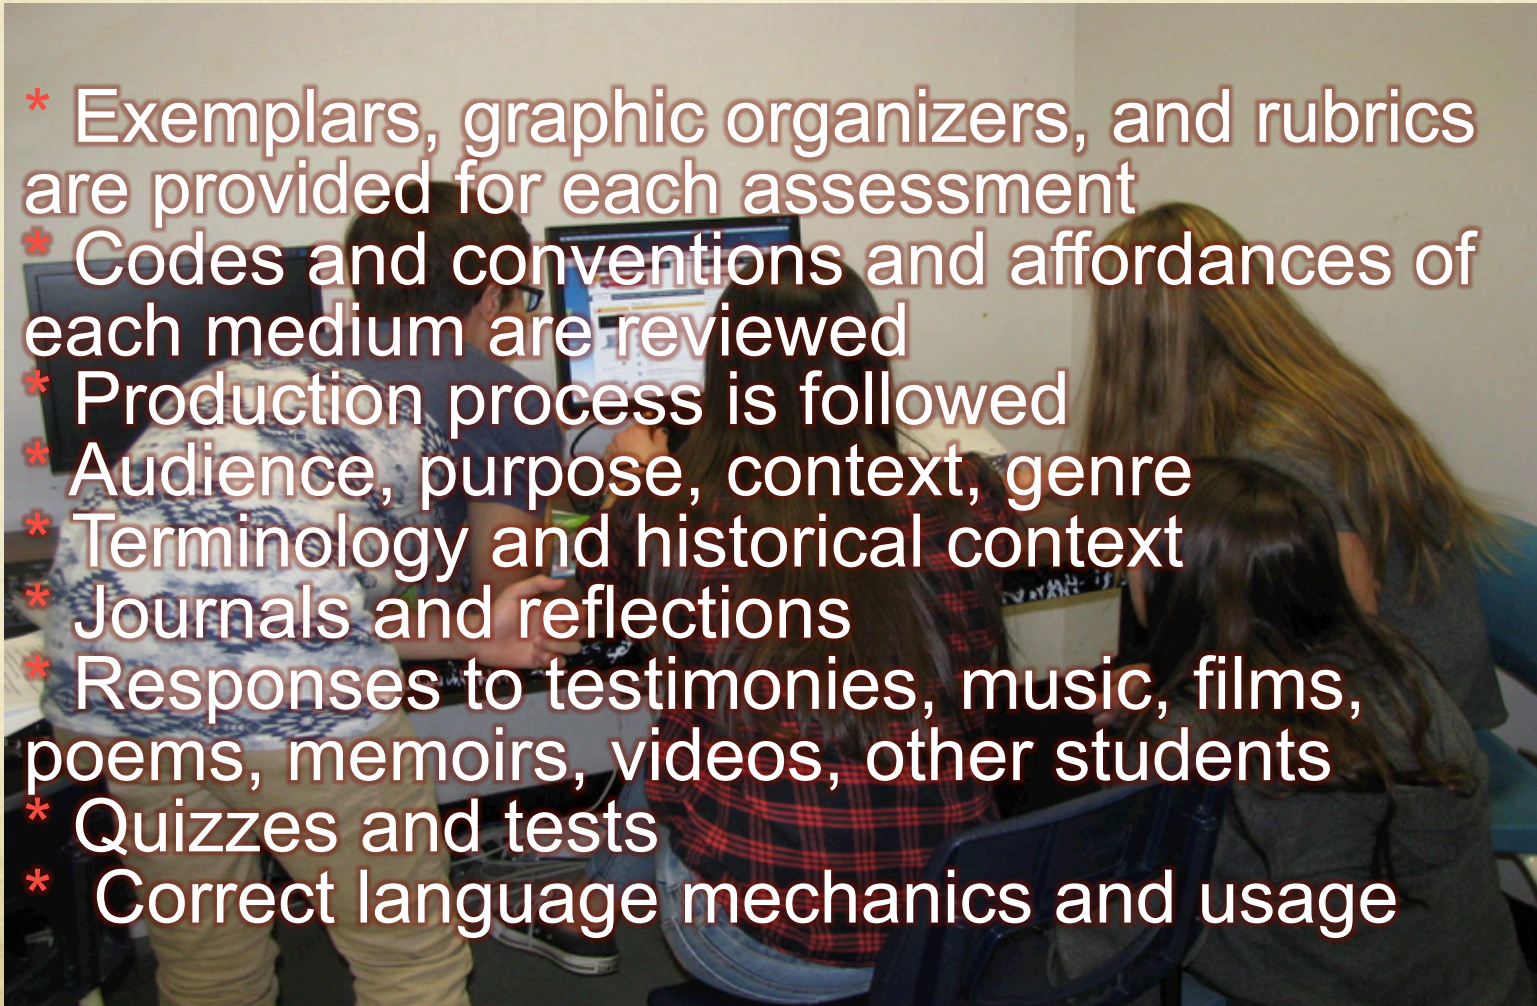 * Exemplars, graphic organizers, and rubrics
are provided for each assessment
* Codes and conventions and affordances of
each medium are reviewed
* Production process is followed
* Audience, purpose, context, genre
* Terminology and historical context
* Journals and reflections
* Responses to testimonies, music, films,
poems, memoirs, videos, other students
* Quizzes and tests
* Correct language mechanics and usage